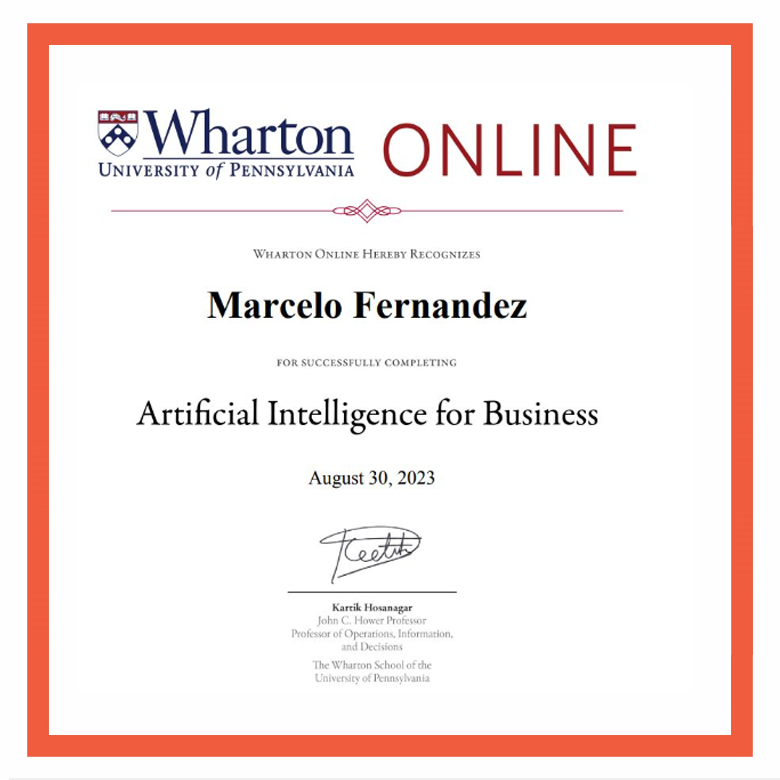 Wharton ONLINE
UNIVERSITY of PENNSYLVANIA
WHARTON ONLINE HEREBY RECOGNIZES
Marcelo Fernandez
FOR SUCCESSFULLY COMPLETING
Artificial Intelligence for Business
August 30, 2023
Kartik Hosanagar
John C. Hower Professor
Professor of Operations, Information,
and Decisions
The Wharton School of the
University of Pennsylvania